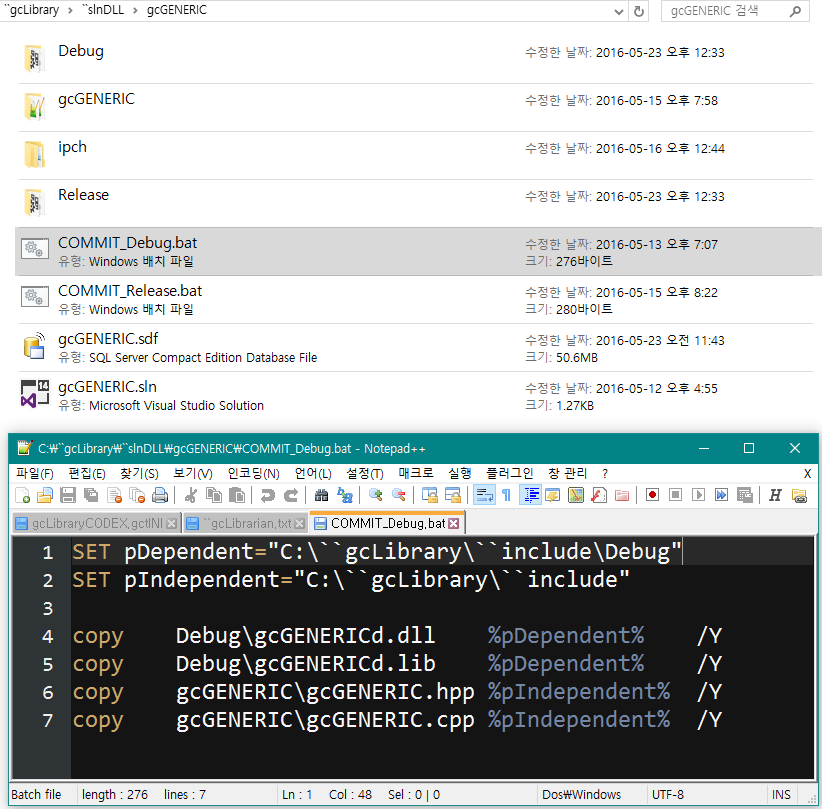 ``gcLibrary > ``slnDLL > gcGENERIC
gcGENERIC 검색
Debug
수정한 날짜: 2016-05-23 오후 12:33
gcGENERIC
수정한 날짜: 2016-05-15 오후 7:58
ipch
수정한 날짜: 2016-05-16 오후 12:44
Release
수정한 날짜: 2016-05-23 오후 12:33
COMMIT_Debug.bat
수정한 날짜: 2016-05-13 오후 7:07
유형: Windows 배치 파일
크기: 276바이트
COMMIT_Release.bat
수정한 날짜: 2016-05-15 오후 8:22
유형: Windows 배치 파일
크기: 280바이트
gcGENERIC.sdf
수정한 날짜: 2016-05-23 오전 11:43
유형: SQL Server Compact Edition Database File
크기: 50.6MB
14
gcGENERIC.sln
수정한 날짜: 2016-05-12 오후 4:55
유형: Microsoft Visual Studio Solution
크기: 1.27KB
C:₩``gcLibrary₩``slnDLL₩gcGENERIC₩COMMIT_Debug.bat - Notepad++
파일(F) 편집(E) 찾기(S) 보기(V) 인코딩(N) 언어(L) 설정(T) 매크로 실행 플러그인 창 관리 ? X
gcLibraryCODEX.gctINI ``gcLibrarian.txt COMMIT_Debug.bat
1 SET pDependent="C:\``gcLibrary\``include\Debug"
2 SET pIndependent="C:\``gcLibrary\``include"
3
4 copy Debug\gcGENERICd.dll %pDependent% /Y
5 copy Debug\gcGENERICd.lib %pDependent% /Y
6 copy gcGENERIC\gcGENERIC.hpp %pIndependent% /Y
7 copy gcGENERIC\gcGENERIC.cpp %pIndependent% /Y
Batch file length : 276 lines : 7 Ln : 1 Col : 48 Sel : 0 | 0 Dos₩Windows UTF-8 INS